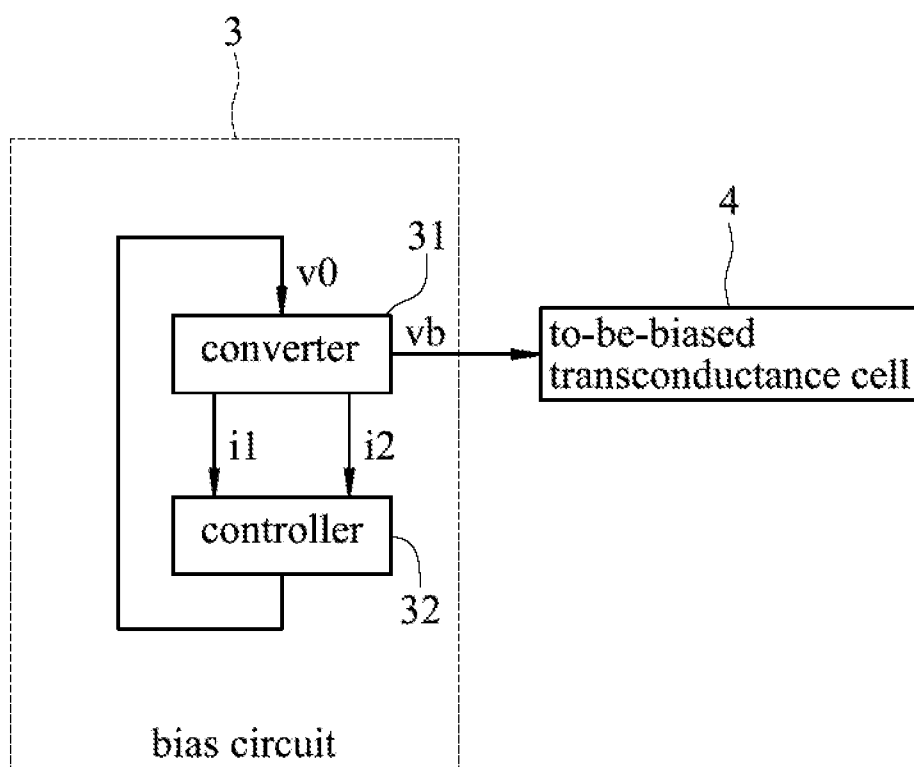 3
4
31
v0
converter
vb
to-be-biased
transconductance cell
i1
i2
controller
32
bias circuit